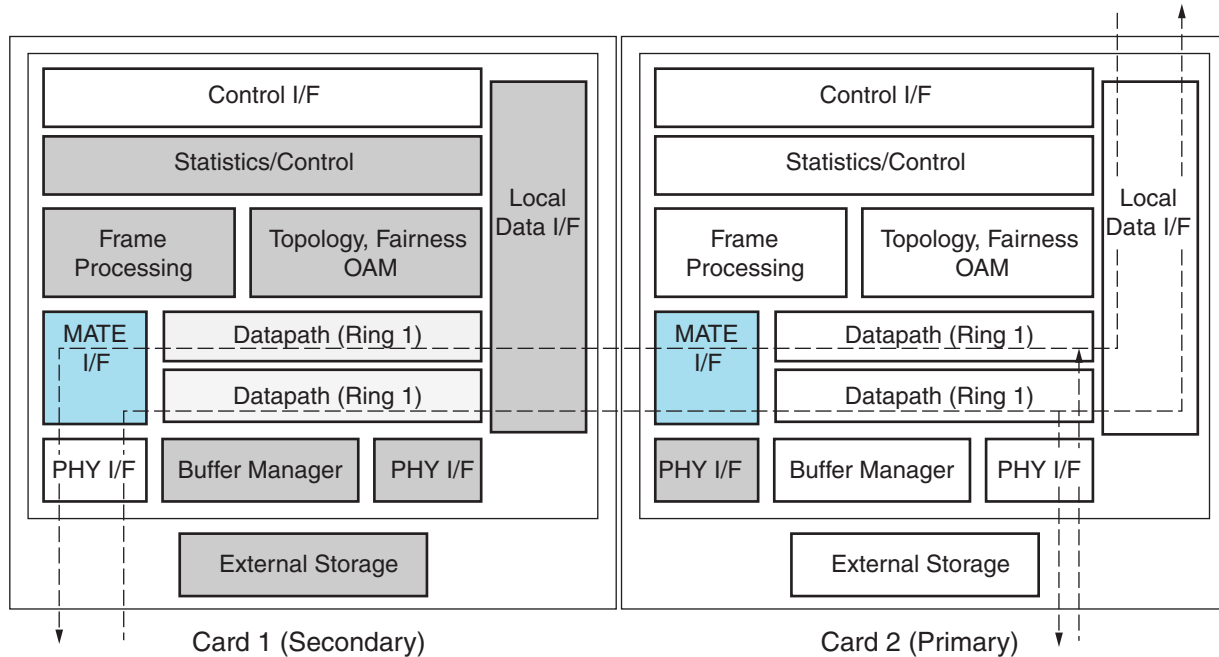 Control I/F
Statistics/Control
Local
Data I/F
Frame
Processing
Topology, Fairness
OAM
MATE
I/F
Datapath (Ring 1)
Datapath (Ring 1)
PHY I/F
Buffer Manager
PHY I/F
External Storage
Card 1 (Secondary)
Control I/F
Statistics/Control
Local
Data I/F
Frame
Processing
Topology, Fairness
OAM
MATE
I/F
Datapath (Ring 1)
Datapath (Ring 1)
PHY I/F
Buffer Manager
PHY I/F
External Storage
Card 2 (Primary)